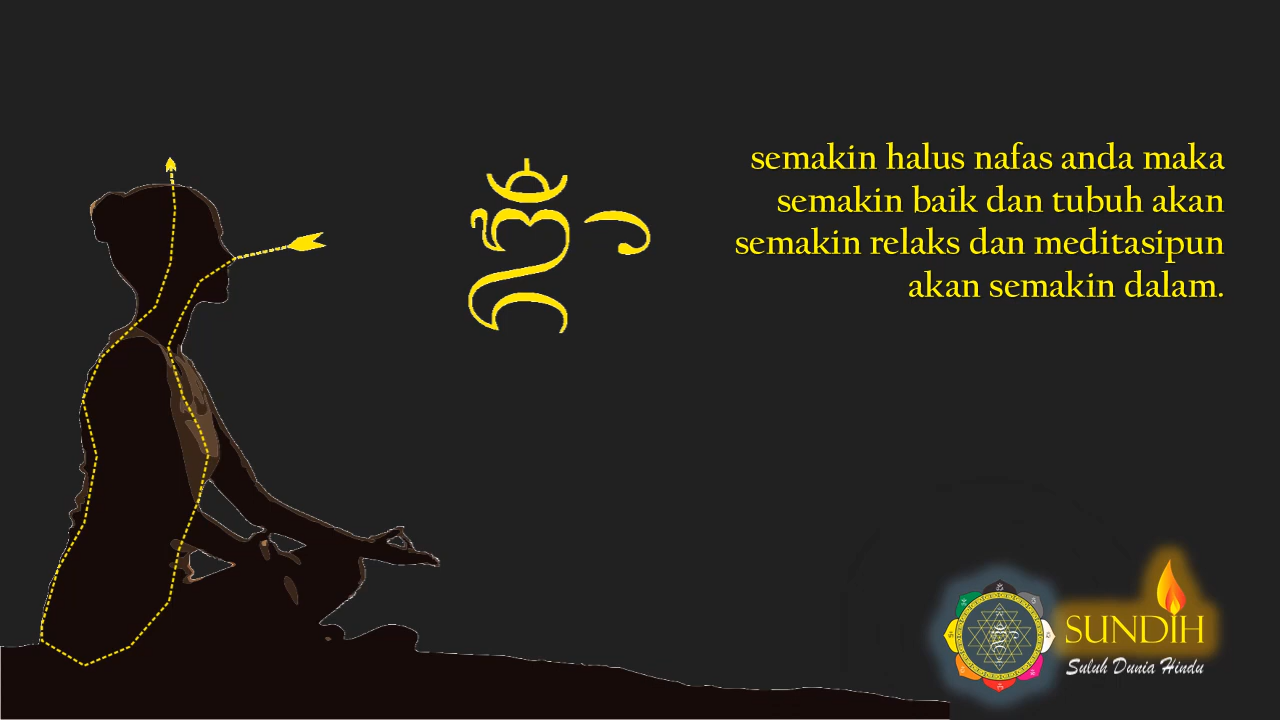 ᬒᬁ
semakin halus nafas anda maka
semakin baik dan tubuh akan
semakin relaks dan meditasipun
akan semakin dalam.
SUNDIH
Suluh Dunia Hindu